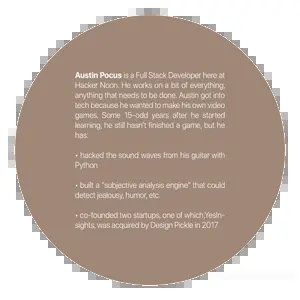 Austin Pocus is a Full Stack Developer here at
Hacker Noon. He works on a bit of everything,
anything that needs to be done. Austin got into
tech because he wanted to make his own video
games. Some 15-odd years after he started
learning, he still hasn't finished a game, but he
has:
• hacked the sound waves from his guitar with
Python
• built a "subjective analysis engine" that could
detect jealousy, humor, etc.
• co-founded two startups, one of which,YesIn-
sights, was acquired by Design Pickle in 2017